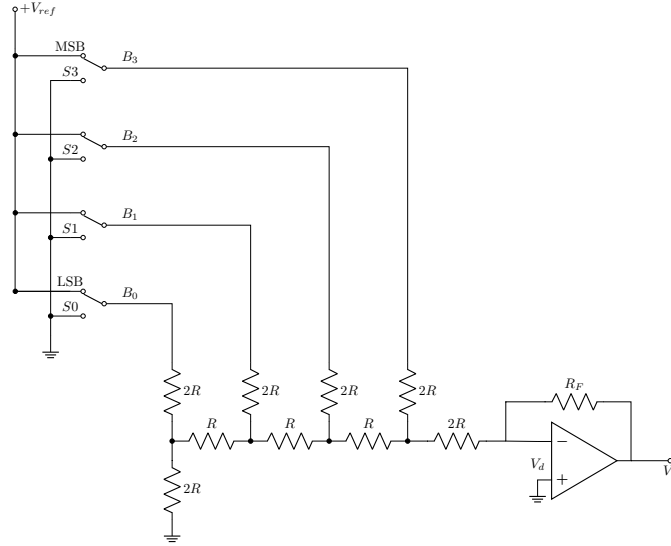 +V_ref
MSB
B_3
S3
B_2
S2
B_1
S1
LSB
B_0
S0
2R 2R 2R 2R
R_F
R R R 2R
−
V_d
+
V
2R